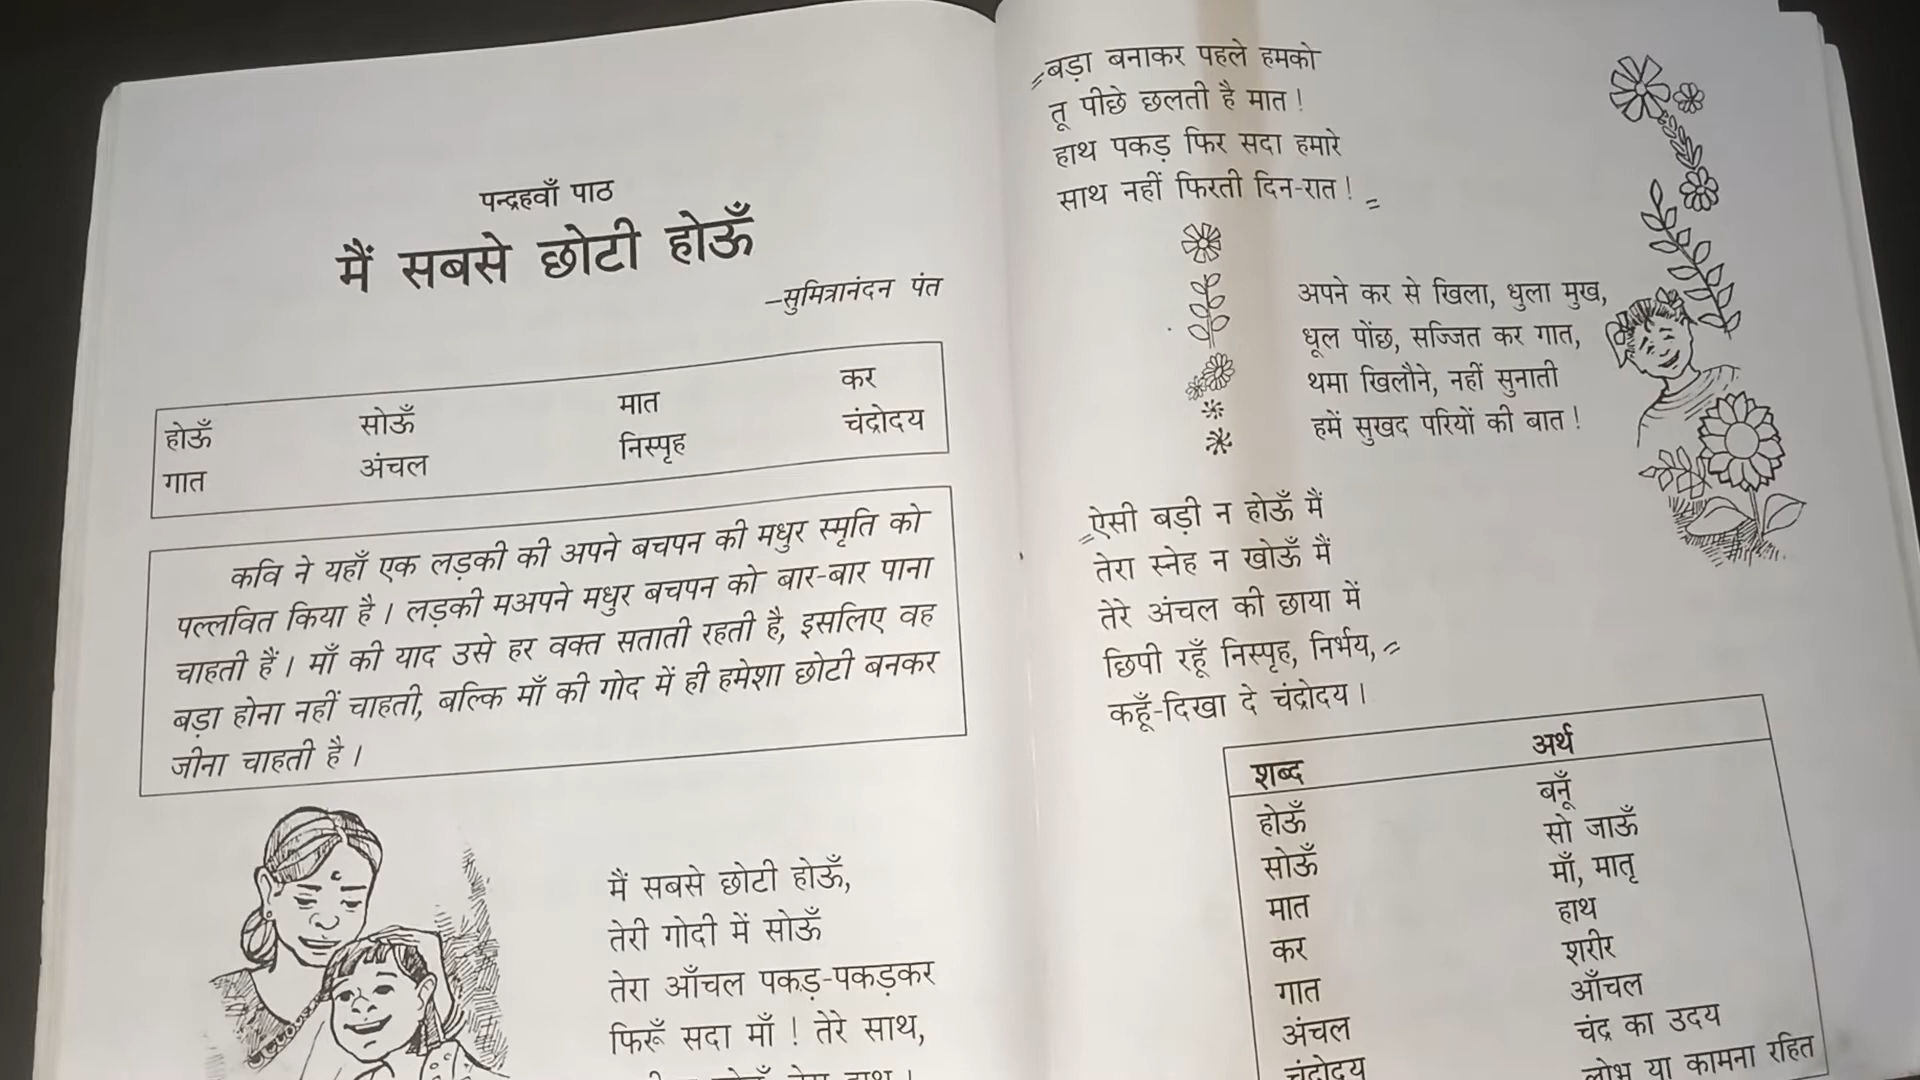 पन्द्रहवाँ पाठ
मैं सबसे छोटी होऊँ
–सुमित्रानंदन पंत
होऊँ सोऊँ मात कर
गात अंचल निस्पृह चंद्रोदय
कवि ने यहाँ एक लड़की की अपने बचपन की मधुर स्मृति को
पल्लवित किया है । लड़की मअपने मधुर बचपन को बार-बार पाना
चाहती हैं । माँ की याद उसे हर वक्त सताती रहती है, इसलिए वह
बड़ा होना नहीं चाहती, बल्कि माँ की गोद में ही हमेशा छोटी बनकर
जीना चाहती है ।
मैं सबसे छोटी होऊँ,
तेरी गोदी में सोऊँ
तेरा आँचल पकड़-पकड़कर
फिरूँ सदा माँ ! तेरे साथ,
बड़ा बनाकर पहले हमको
तू पीछे छलती है मात !
हाथ पकड़ फिर सदा हमारे
साथ नहीं फिरती दिन-रात !
अपने कर से खिला, धुला मुख,
धूल पोंछ, सज्जित कर गात,
थमा खिलौने, नहीं सुनाती
हमें सुखद परियों की बात !
ऐसी बड़ी न होऊँ मैं
तेरा स्नेह न खोऊँ मैं
तेरे अंचल की छाया में
छिपी रहूँ निस्पृह, निर्भय,
कहूँ-दिखा दे चंद्रोदय ।
शब्द अर्थ
होऊँ बनूँ
सोऊँ सो जाऊँ
मात माँ, मातृ
कर हाथ
गात शरीर
अंचल आँचल
चंद्रोदय चंद्र का उदय
लोभ या कामना रहित